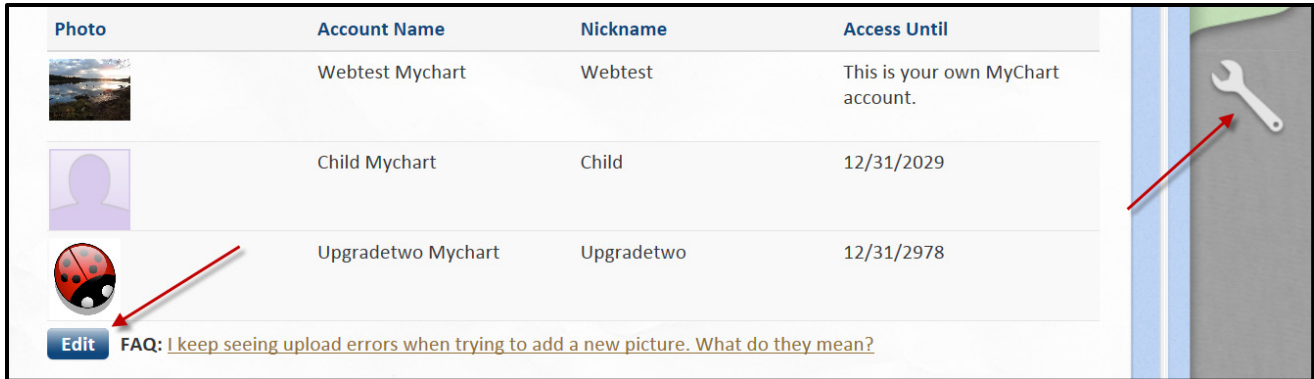 Photo Account Name Nickname Access Until
Webtest Mychart Webtest This is your own MyChart
account.
Child Mychart Child 12/31/2029
Upgradetwo Mychart Upgradetwo 12/31/2978
Edit FAQ: I keep seeing upload errors when trying to add a new picture. What do they mean?